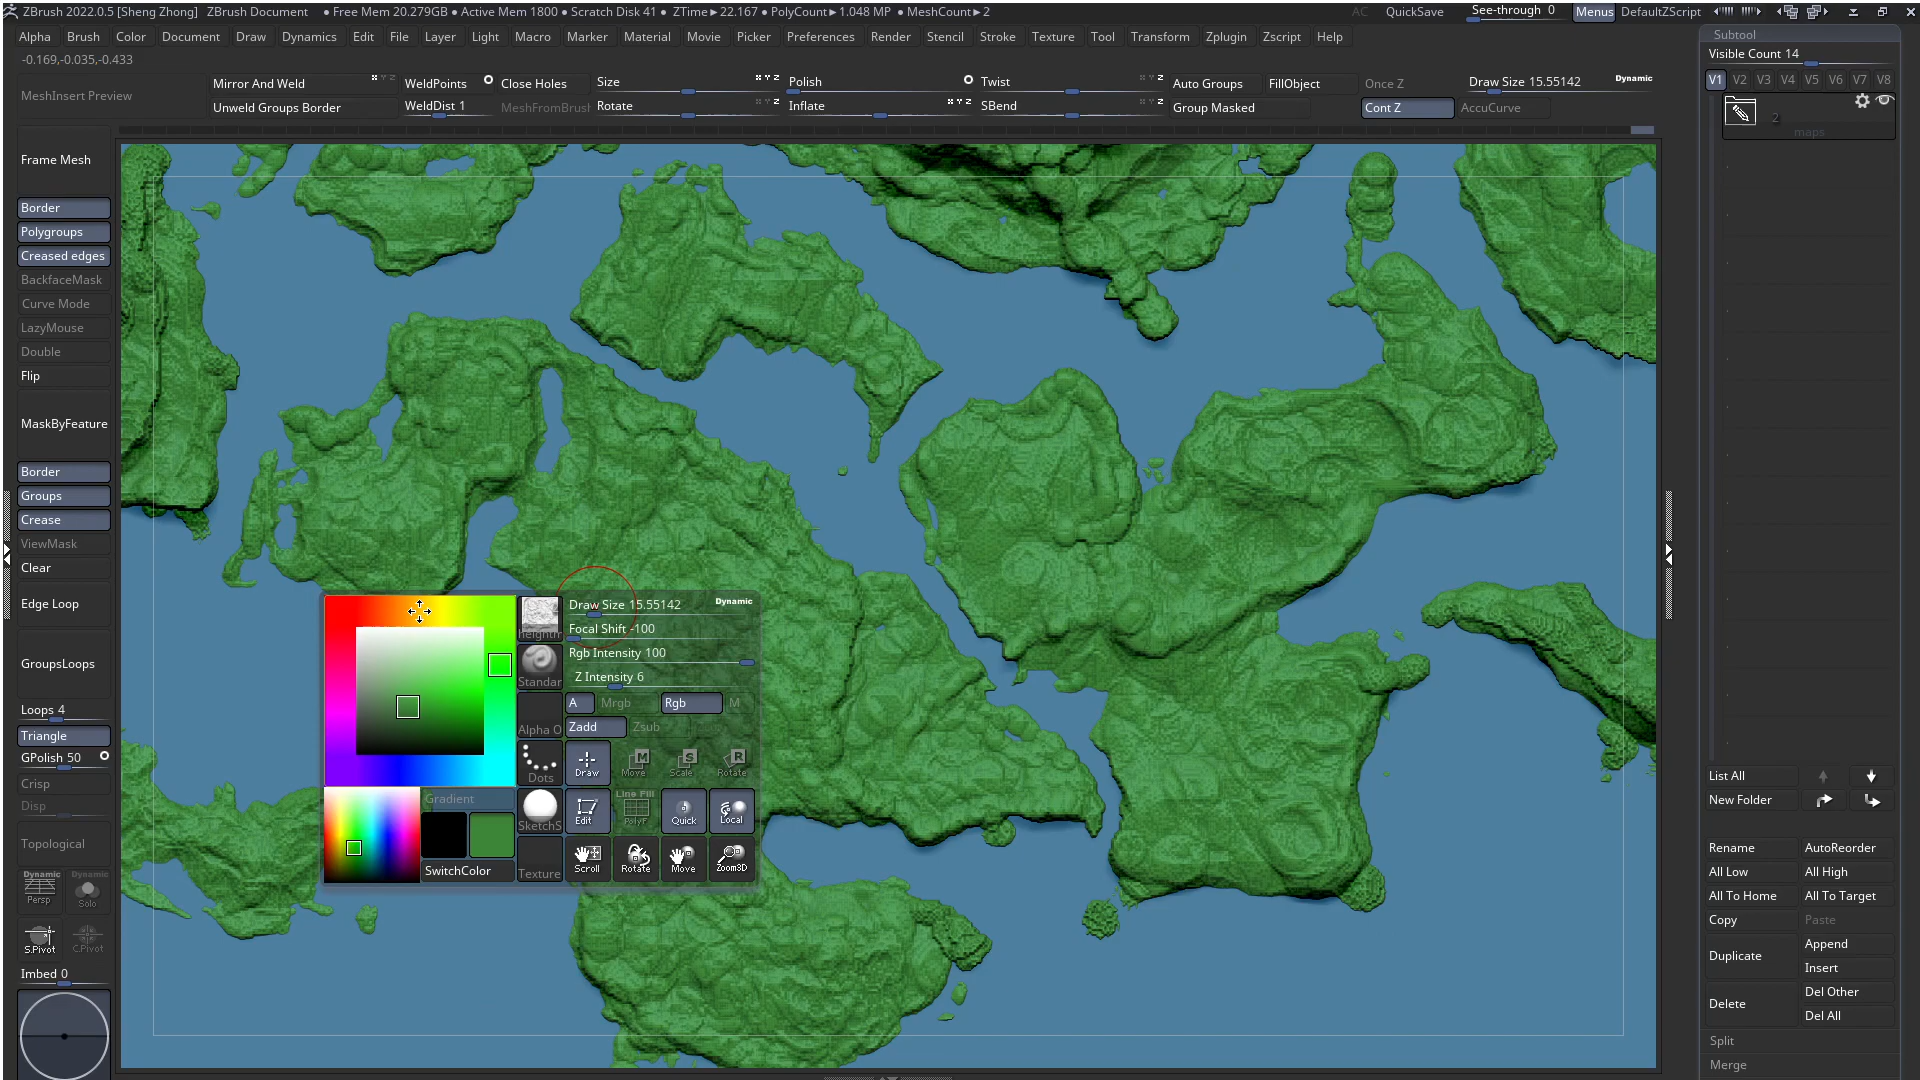 ZBrush 2022.0.5 [Sheng Zhong] ZBrush Document • Free Mem 20.279GB • Active Mem 1800 • Scratch Disk 41 • ZTime▸22.167 • PolyCount▸1.048 MP • MeshCount▸2 AC QuickSave See-through 0 Menus DefaultZScript
Alpha Brush Color Document Draw Dynamics Edit File Layer Light Macro Marker Material Movie Picker Preferences Render Stencil Stroke Texture Tool Transform Zplugin Zscript Help
-0.169,-0.035,-0.433
MeshInsert Preview
Mirror And Weld WeldPoints Close Holes Size Polish Twist Auto Groups FillObject Once Z Draw Size 15.55142 Dynamic
Unweld Groups Border WeldDist 1 MeshFromBrush Rotate Inflate SBend Group Masked Cont Z AccuCurve
Frame Mesh
Border
Polygroups
Creased edges
BackfaceMask
Curve Mode
LazyMouse
Double
Flip
MaskByFeature
Border
Groups
Crease
ViewMask
Clear
Edge Loop
GroupsLoops
Loops 4
Triangle
GPolish 50
Crisp
Disp
Topological
Dynamic Dynamic
Persp Solo
S.Pivot C.Pivot
Imbed 0
Draw Size 15.55142 Dynamic
Focal Shift -100
Rgb Intensity 100
Z Intensity 6
A Mrgb Rgb M
Zadd Zsub
Standar
Alpha O
Dots
SketchS
Texture
Draw Move Scale Rotate
Line Fill
Edit PolyF Quick Local
Scroll Rotate Move Zoom3D
Gradient
SwitchColor
Subtool
Visible Count 14
V1 V2 V3 V4 V5 V6 V7 V8
2
maps
List All
New Folder
Rename AutoReorder
All Low All High
All To Home All To Target
Copy Paste
Duplicate Append
Insert
Delete Del Other
Del All
Split
Merge